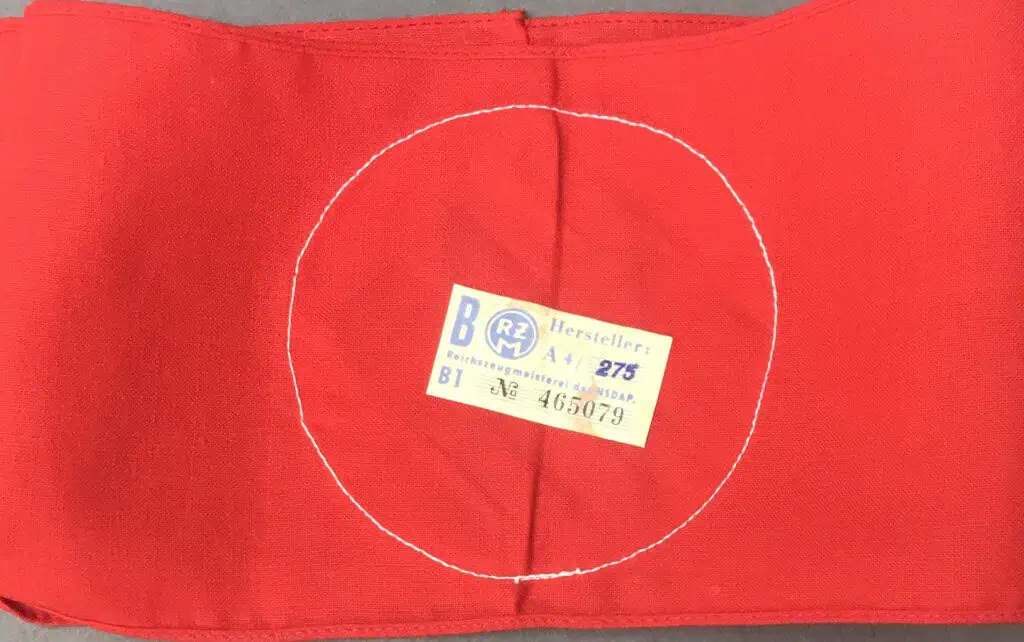 B RZM Hersteller:
A 4/ 275
Reichszeugmeisterei der NSDAP.
B1 № 465079